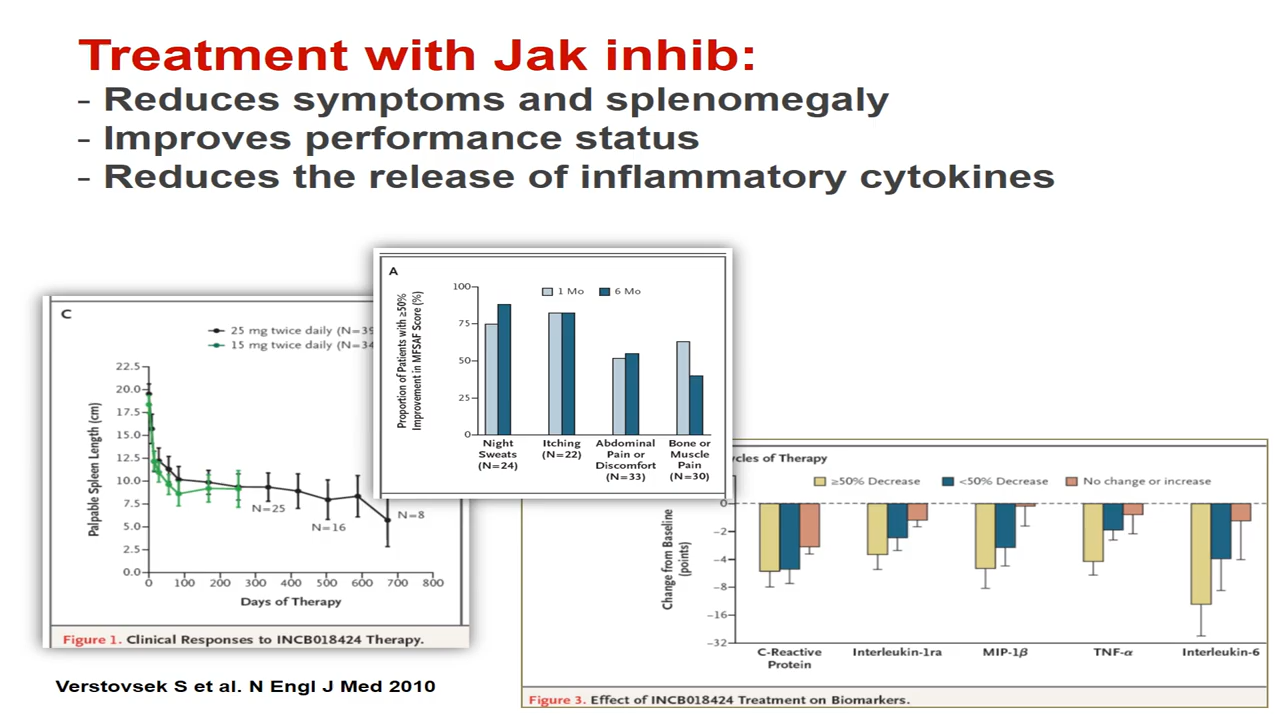 Treatment with Jak inhib:
- Reduces symptoms and splenomegaly
- Improves performance status
- Reduces the release of inflammatory cytokines
C
25 mg twice daily (N=39
15 mg twice daily (N=34
Palpable Spleen Length (cm)
22.5
20.0
17.5
15.0
12.5
10.0
7.5
5.0
2.5
0.0
N=25
N=16
N=8
0 100 200 300 400 500 600 700 800
Days of Therapy
Figure 1. Clinical Responses to INCB018424 Therapy.
A
1 Mo 6 Mo
Proportion of Patients with ≥50%
Improvement in MFSAF Score (%)
100
75
50
25
0
Night
Sweats
(N=24)
Itching
(N=22)
Abdominal
Pain or
Discomfort
(N=33)
Bone or
Muscle
Pain
(N=30)
ycles of Therapy
≥50% Decrease <50% Decrease No change or increase
Change from Baseline
(points)
0
−2
−4
−8
−16
−32
C-Reactive
Protein
Interleukin-1ra
MIP-1β
TNF-α
Interleukin-6
Figure 3. Effect of INCB018424 Treatment on Biomarkers.
Verstovsek S et al. N Engl J Med 2010